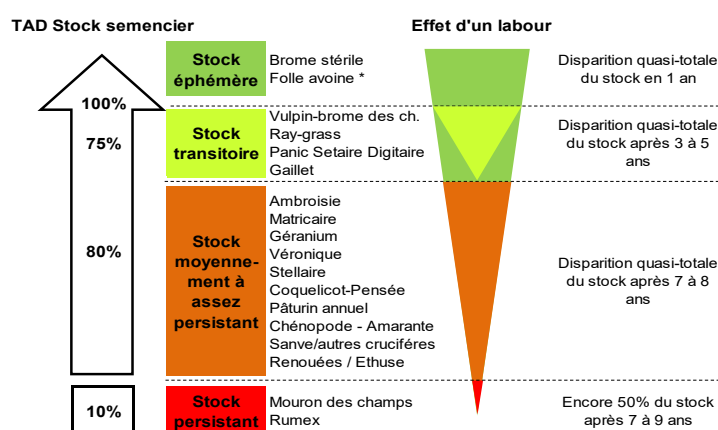 TAD Stock semencier
Effet d'un labour
100%
Stock
éphémère
Brome stérile
Folle avoine *
Disparition quasi-totale
du stock en 1 an
75%
Stock
transitoire
Vulpin-brome des ch.
Ray-grass
Panic Setaire Digitaire
Gaillet
Disparition quasi-totale
du stock après 3 à 5
ans
80%
Stock
moyenne-
ment à
assez
persistant
Ambroisie
Matricaire
Géranium
Véronique
Stellaire
Coquelicot-Pensée
Pâturin annuel
Chénopode - Amarante
Sanve/autres cruciféres
Renouées / Ethuse
Disparition quasi-totale
du stock après 7 à 8
ans
10%
Stock
persistant
Mouron des champs
Rumex
Encore 50% du stock
après 7 à 9 ans